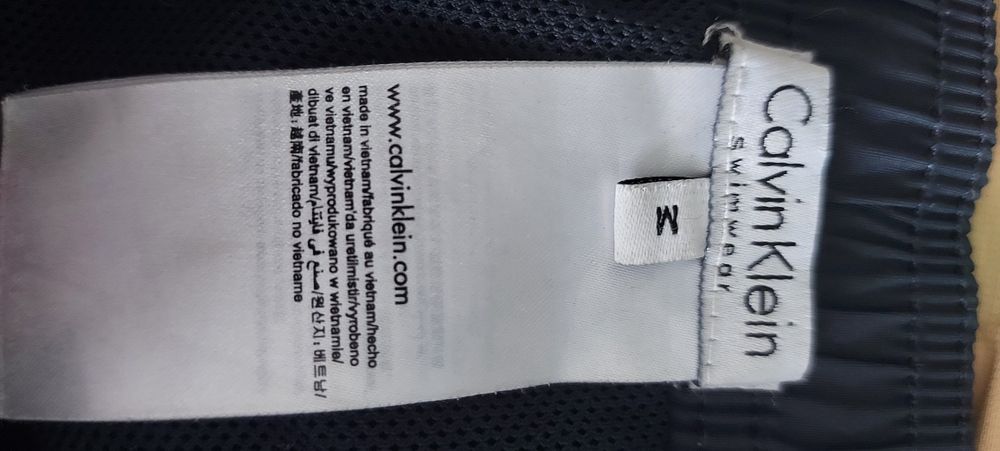 Calvin Klein
swimwear
M
www.calvinklein.com
made in vietnam/fabriqué au vietnam/hecho
en vietnam/vietnam'da uretilmistir/vyrobeno
ve vietnamu/wyprodukowano w wietnamie/
dibuat di vietnam/صنع في فيتنام/원산지: 베트남/
產地: 越南/fabricado no vietname